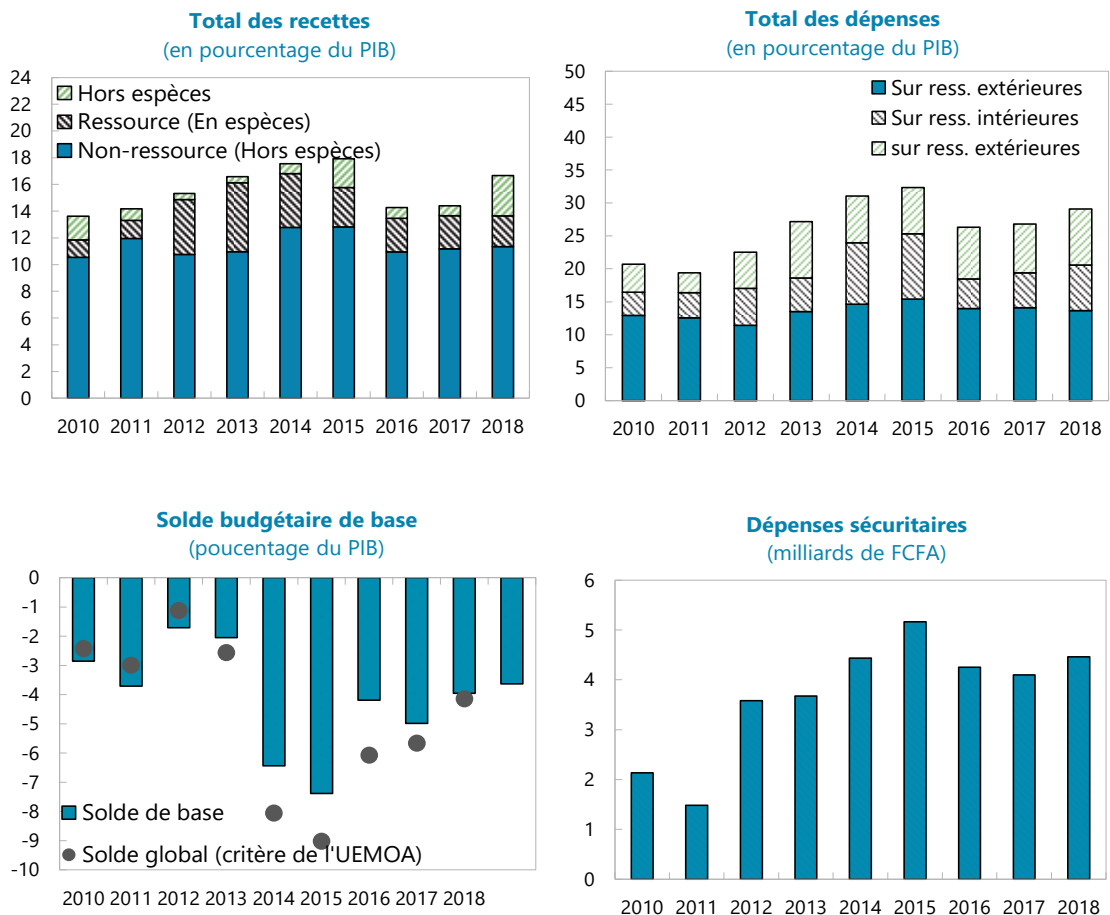 Total des recettes
(en pourcentage du PIB)
24
22
20
18
16
14
12
10
8
6
4
2
0
Hors espèces
Ressource (En espèces)
Non-ressource (Hors espèces)
2010 2011 2012 2013 2014 2015 2016 2017 2018
Total des dépenses
(en pourcentage du PIB)
50
45
40
35
30
25
20
15
10
5
0
Sur ress. extérieures
Sur ress. intérieures
sur ress. extérieures
2010 2011 2012 2013 2014 2015 2016 2017 2018
Solde budgétaire de base
(poucentage du PIB)
0
-1
-2
-3
-4
-5
-6
-7
-8
-9
-10
Solde de base
Solde global (critère de l'UEMOA)
2010 2011 2012 2013 2014 2015 2016 2017 2018
Dépenses sécuritaires
(milliards de FCFA)
6
5
4
3
2
1
0
2010 2011 2012 2013 2014 2015 2016 2017 2018